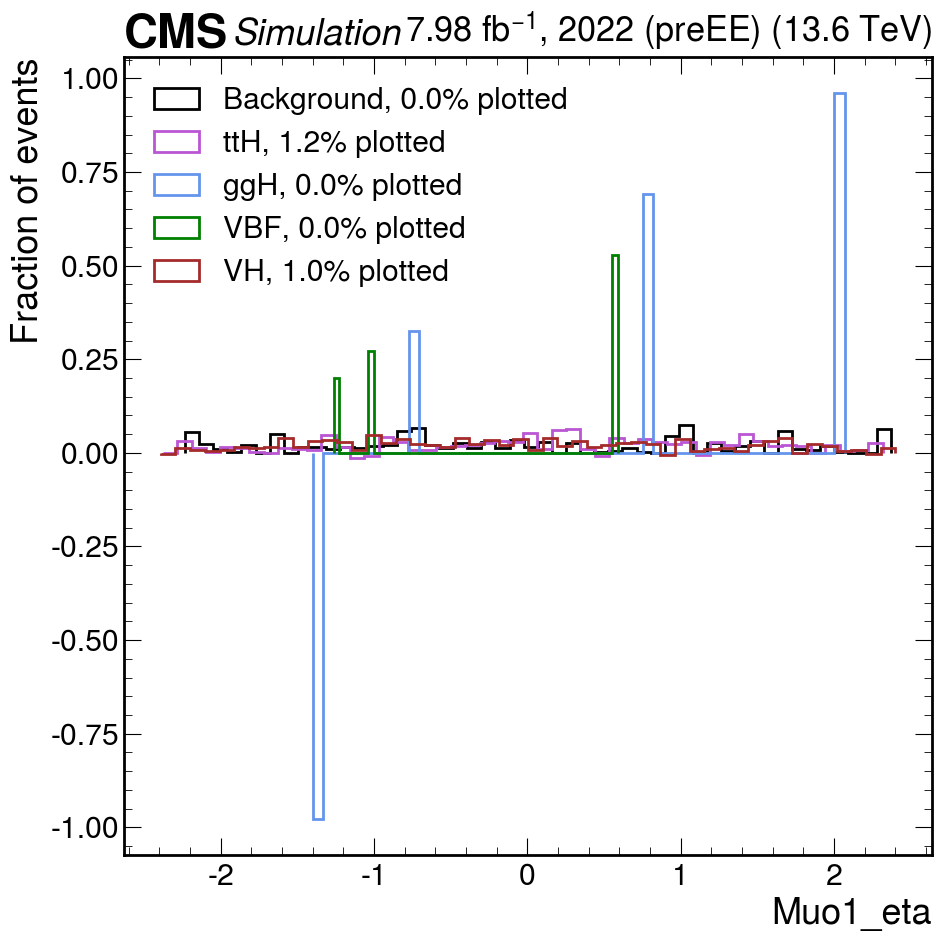 CMS Simulation 7.98 fb⁻¹, 2022 (preEE) (13.6 TeV)
Fraction of events
1.00
0.75
0.50
0.25
0.00
-0.25
-0.50
-0.75
-1.00
Background, 0.0% plotted
ttH, 1.2% plotted
ggH, 0.0% plotted
VBF, 0.0% plotted
VH, 1.0% plotted
-2 -1 0 1 2
Muo1_eta